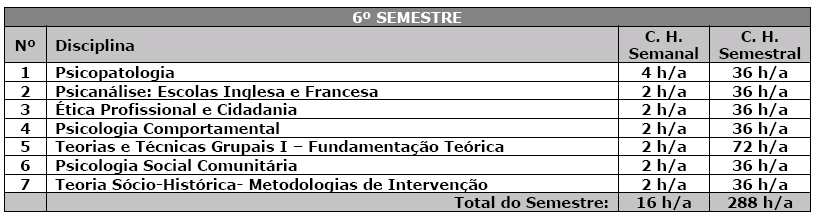 6º SEMESTRE
Nº Disciplina C. H. Semanal C. H. Semestral
1 Psicopatologia 4 h/a 36 h/a
2 Psicanálise: Escolas Inglesa e Francesa 2 h/a 36 h/a
3 Ética Profissional e Cidadania 2 h/a 36 h/a
4 Psicologia Comportamental 2 h/a 36 h/a
5 Teorias e Técnicas Grupais I – Fundamentação Teórica 2 h/a 72 h/a
6 Psicologia Social Comunitária 2 h/a 36 h/a
7 Teoria Sócio-Histórica- Metodologias de Intervenção 2 h/a 36 h/a
Total do Semestre: 16 h/a 288 h/a